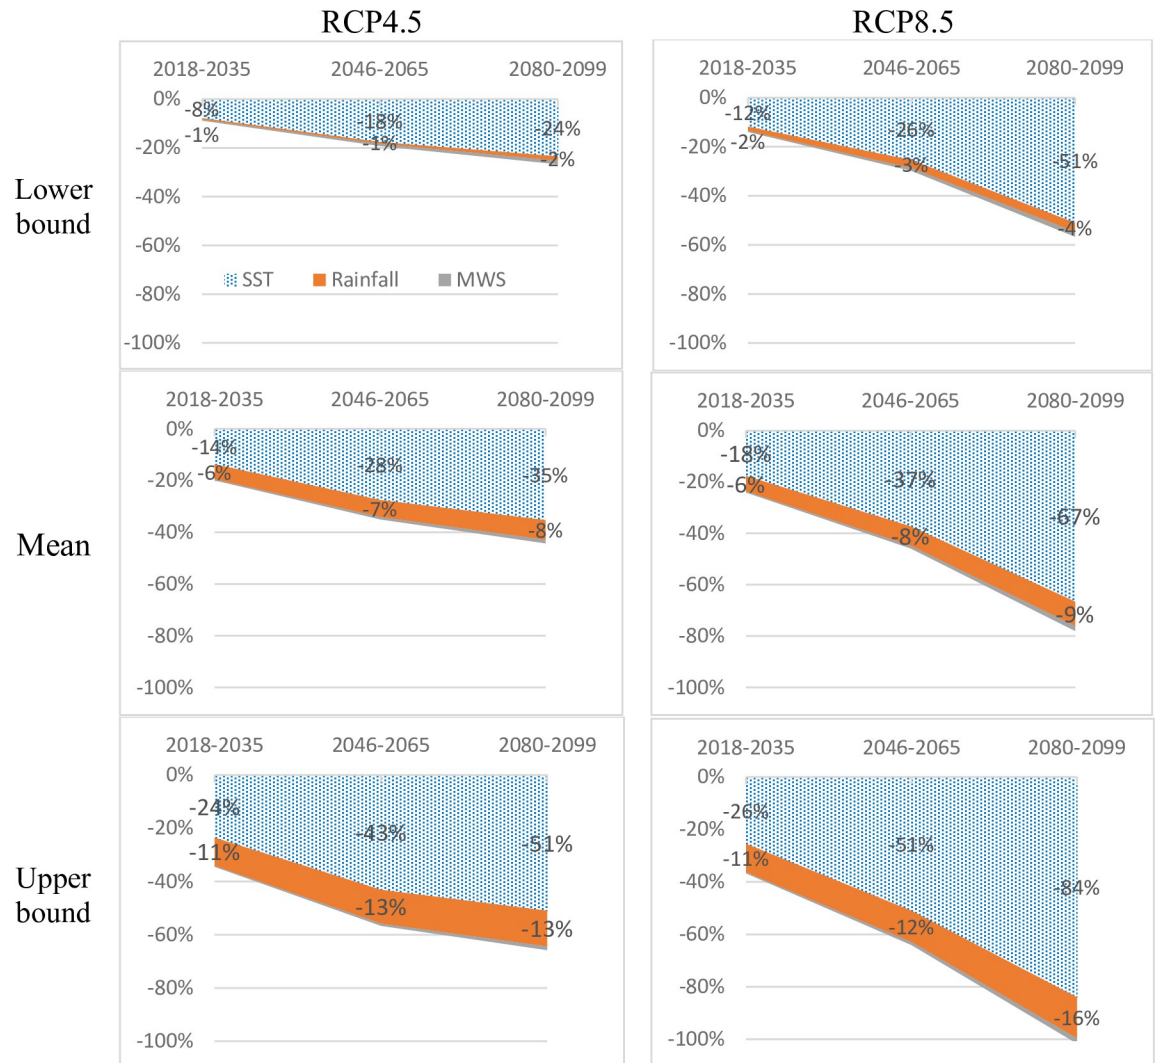 RCP4.5 RCP8.5
Lower
bound
2018-2035 2046-2065 2080-2099
0%
-20%
-40%
-60%
-80%
-100%
-8% -18% -24%
-1% -1% -2%
SST Rainfall MWS
2018-2035 2046-2065 2080-2099
0%
-20%
-40%
-60%
-80%
-100%
-12% -26% -51%
-2% -3% -4%
Mean
2018-2035 2046-2065 2080-2099
0%
-20%
-40%
-60%
-80%
-100%
-14% -28% -35%
-6% -7% -8%
2018-2035 2046-2065 2080-2099
0%
-20%
-40%
-60%
-80%
-100%
-18% -37% -67%
-6% -8% -9%
Upper
bound
2018-2035 2046-2065 2080-2099
0%
-20%
-40%
-60%
-80%
-100%
-24% -43% -51%
-11% -13% -13%
2018-2035 2046-2065 2080-2099
0%
-20%
-40%
-60%
-80%
-100%
-26% -51% -84%
-11% -12% -16%